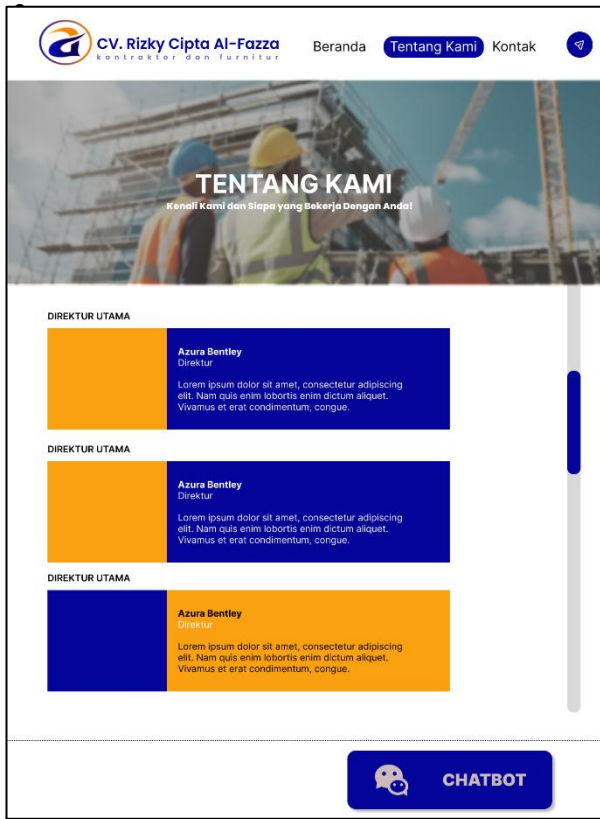 CV. Rizky Cipta Al-Fazza
kontraktor dan furnitur
Beranda
Tentang Kami
Kontak
TENTANG KAMI
Kenali Kami dan Siapa yang Bekerja Dengan Anda!
DIREKTUR UTAMA
Azura Bentley
Direktur
Lorem ipsum dolor sit amet, consectetur adipiscing
elit. Nam quis enim lobortis enim dictum aliquet.
Vivamus et erat condimentum, congue.
DIREKTUR UTAMA
Azura Bentley
Direktur
Lorem ipsum dolor sit amet, consectetur adipiscing
elit. Nam quis enim lobortis enim dictum aliquet.
Vivamus et erat condimentum, congue.
DIREKTUR UTAMA
Azura Bentley
Direktur
Lorem ipsum dolor sit amet, consectetur adipiscing
elit. Nam quis enim lobortis enim dictum aliquet.
Vivamus et erat condimentum, congue.
CHATBOT